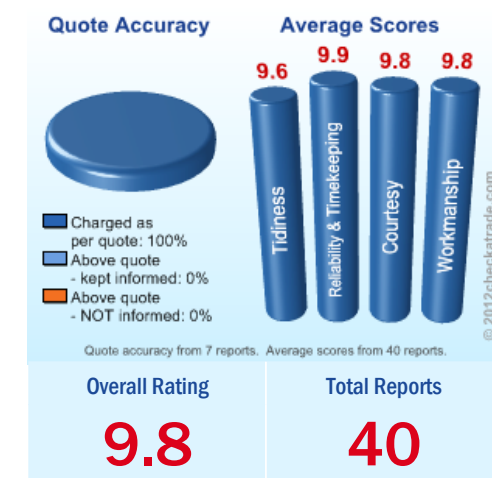 Quote Accuracy
Average Scores
9.6
9.9
9.8
9.8
Tidiness
Reliability & Timekeeping
Courtesy
Workmanship
Charged as
per quote: 100%
Above quote
- kept informed: 0%
Above quote
- NOT informed: 0%
© 2012checkatrade.com
Quote accuracy from 7 reports. Average scores from 40 reports.
Overall Rating
Total Reports
9.8
40